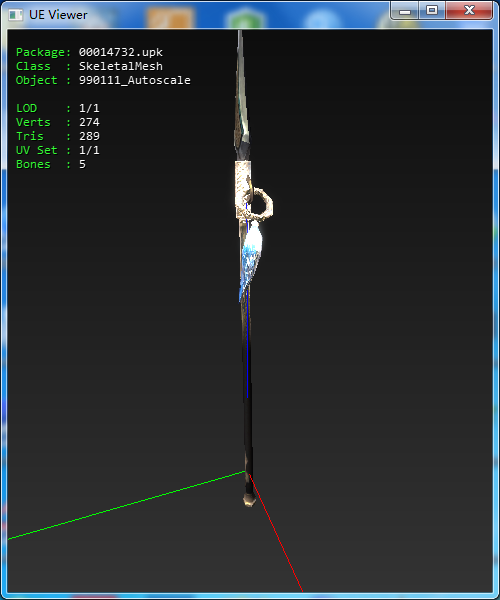 UE Viewer
Package: 00014732.upk
Class : SkeletalMesh
Object : 990111_Autoscale
LOD : 1/1
Verts : 274
Tris : 289
UV Set : 1/1
Bones : 5